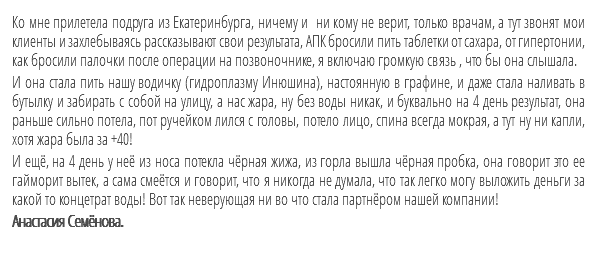 Ко мне прилетела подруга из Екатеринбурга, ничему и  ни кому не верит, только врачам, а тут звонят мои
клиенты и захлебываясь рассказывают свои результата, АПК бросили пить таблетки от сахара, от гипертонии,
как бросили палочки после операции на позвоночнике, я включаю громкую связь , что бы она слышала.
И она стала пить нашу водичку (гидроплазму Инюшина), настоянную в графине, и даже стала наливать в
бутылку и забирать с собой на улицу, а нас жара, ну без воды никак, и буквально на 4 день результат, она
раньше сильно потела, пот ручейком лился с головы, потело лицо, спина всегда мокрая, а тут ну ни капли,
хотя жара была за +40!
И ещё, на 4 день у неё из носа потекла чёрная жижа, из горла вышла чёрная пробка, она говорит это ее
гайморит вытек, а сама смеётся и говорит, что я никогда не думала, что так легко могу выложить деньги за
какой то концетрат воды! Вот так неверующая ни во что стала партнёром нашей компании!
Анастасия Семёнова.